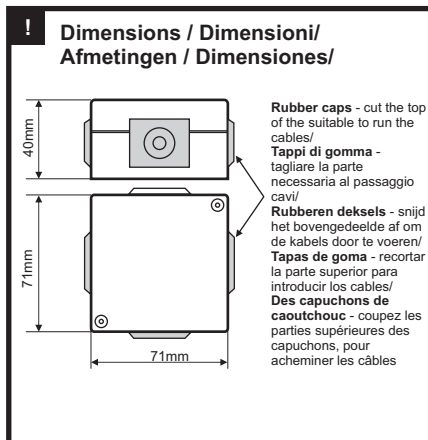 !
Dimensions / Dimensioni/
Afmetingen / Dimensiones/
40mm
71mm
71mm
Rubber caps - cut the top
of the suitable to run the
cables/
Tappi di gomma -
tagliare la parte
necessaria al passaggio
cavi/
Rubberen deksels - snijd
het bovengedeelde af om
de kabels door te voeren/
Tapas de goma - recortar
la parte superior para
introducir los cables/
Des capuchons de
caoutchouc - coupez les
parties supérieures des
capuchons, pour
acheminer les câbles